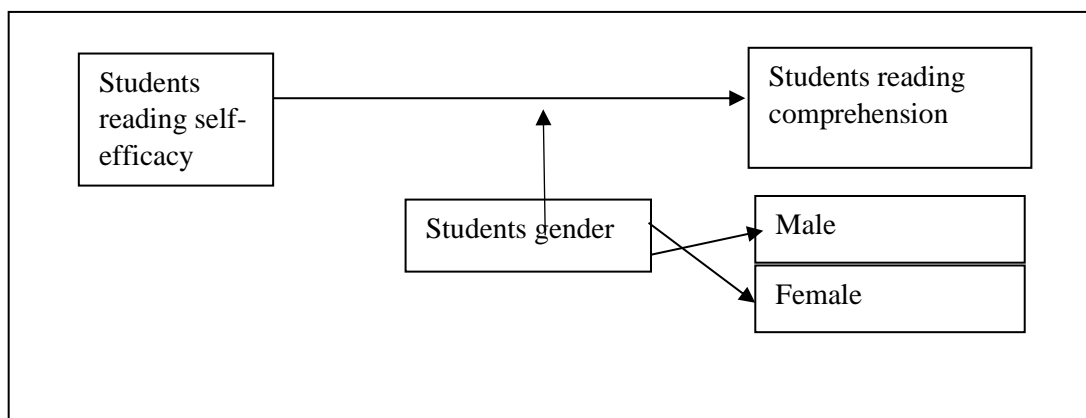 Students
reading self-
efficacy
Students reading
comprehension
Students gender
Male
Female